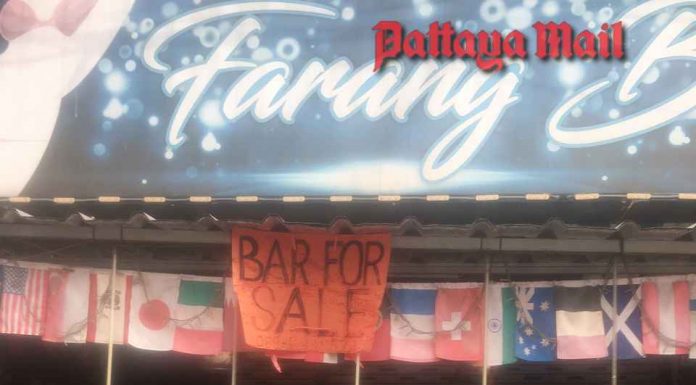 Pattaya Mail
Farang B
BAR FOR
SALE